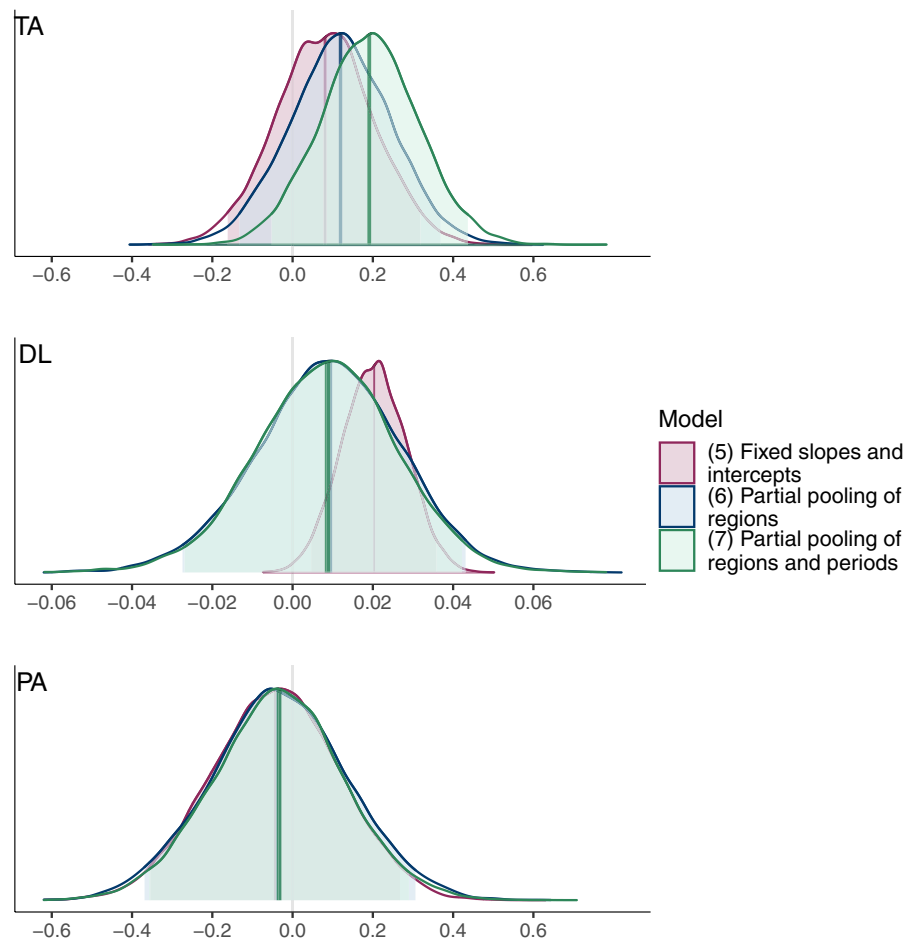 TA
−0.6 −0.4 −0.2 0.0 0.2 0.4 0.6
DL
−0.06 −0.04 −0.02 0.00 0.02 0.04 0.06
Model
(5) Fixed slopes and
intercepts
(6) Partial pooling of
regions
(7) Partial pooling of
regions and periods
PA
−0.6 −0.4 −0.2 0.0 0.2 0.4 0.6